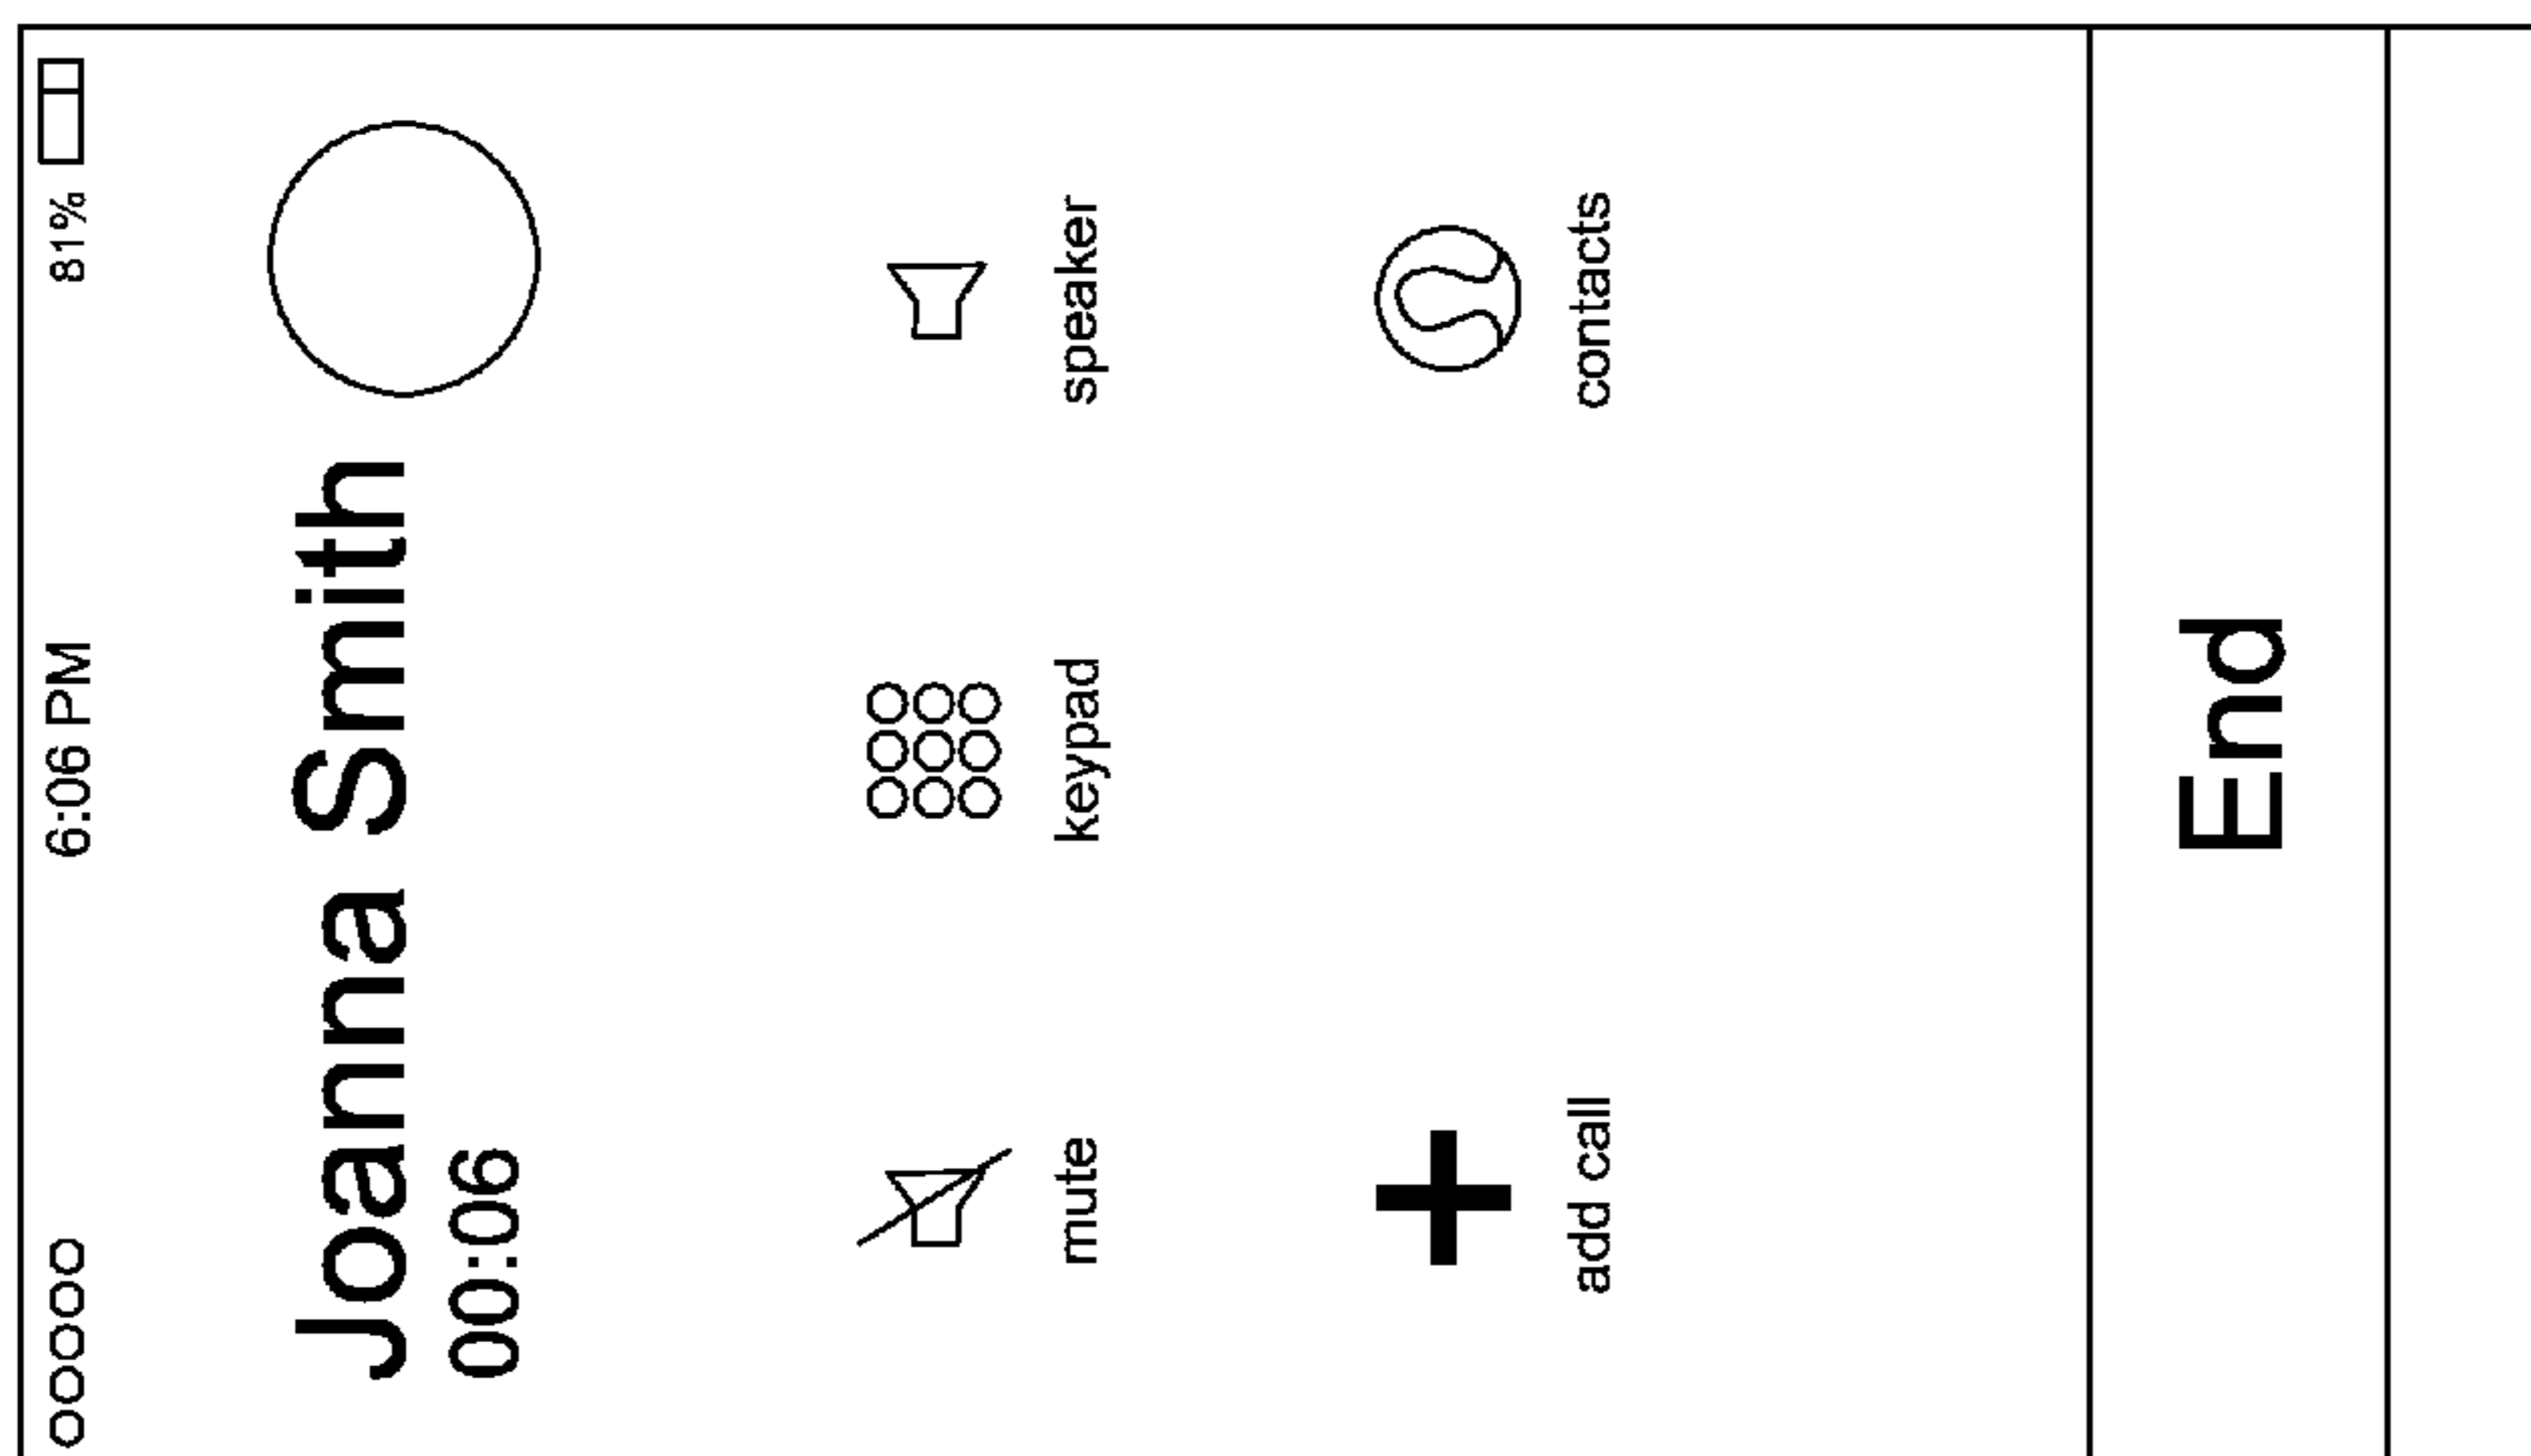 6:06 PM 81%
Joanna Smith
00:06
mute keypad speaker
add call contacts
End